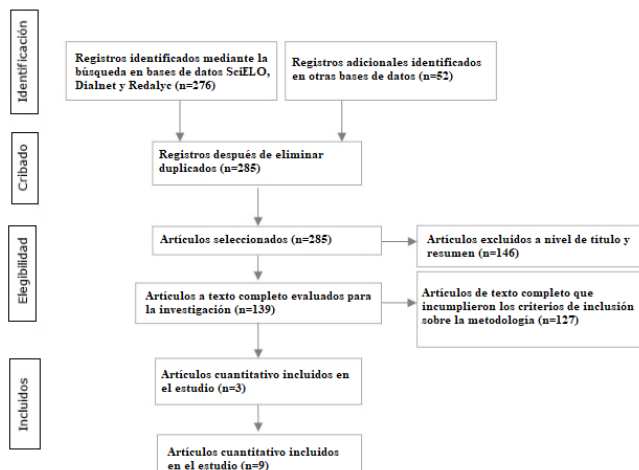 Identificación
Registros identificados mediante la
búsqueda en bases de datos SciELO,
Dialnet y Redalyc (n=276)
Registros adicionales identificados
en otras bases de datos (n=52)
Cribado
Registros después de eliminar
duplicados (n=285)
Elegibilidad
Artículos seleccionados (n=285)
Artículos excluidos a nivel de título y
resumen (n=146)
Artículos a texto completo evaluados para
la investigación (n=139)
Artículos de texto completo que
incumplieron los criterios de inclusión
sobre la metodología (n=127)
Incluidos
Artículos cuantitativo incluidos en
el estudio (n=3)
Artículos cuantitativo incluidos
en el estudio (n=9)